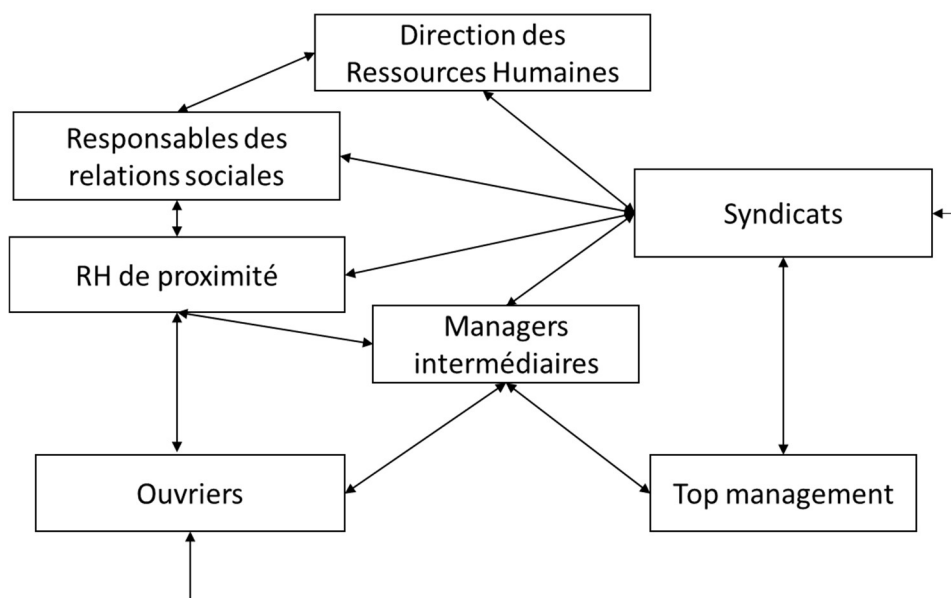 Direction des
Ressources Humaines
Responsables des
relations sociales
Syndicats
RH de proximité
Managers
intermédiaires
Ouvriers
Top management